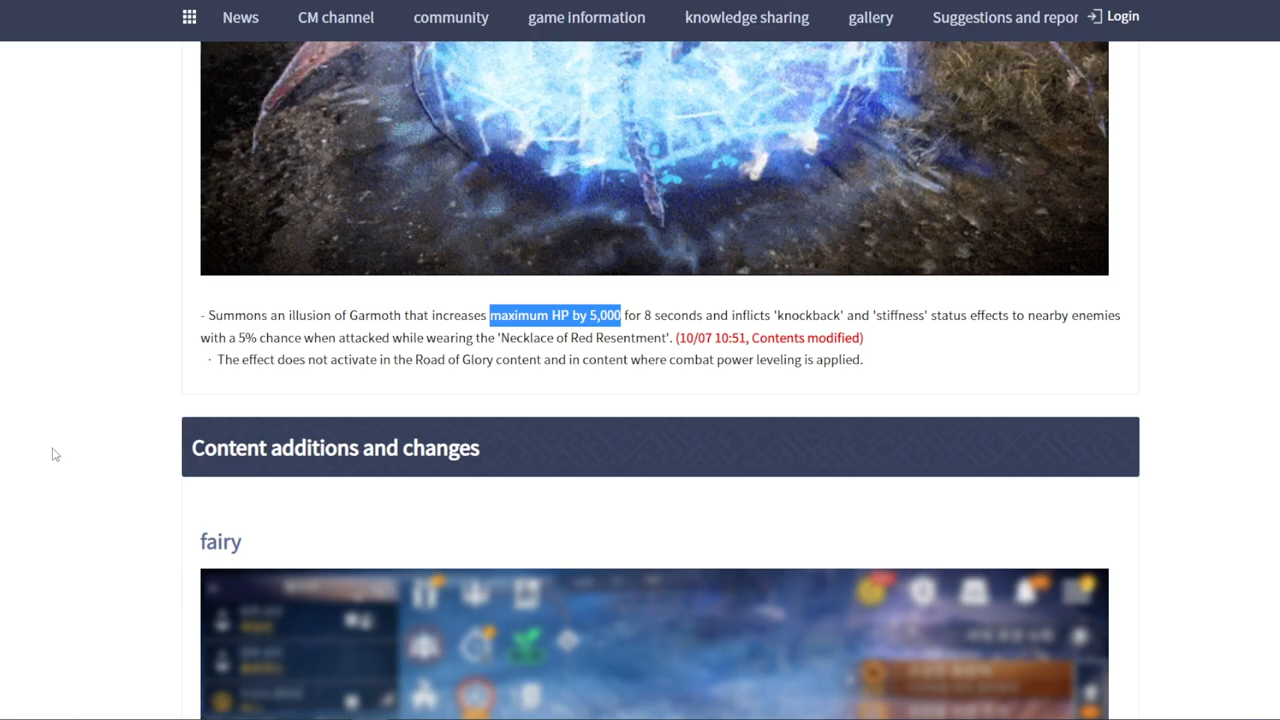 News CM channel community game information knowledge sharing gallery Suggestions and repor Login
- Summons an illusion of Garmoth that increases maximum HP by 5,000 for 8 seconds and inflicts 'knockback' and 'stiffness' status effects to nearby enemies
with a 5% chance when attacked while wearing the 'Necklace of Red Resentment'. (10/07 10:51, Contents modified)
· The effect does not activate in the Road of Glory content and in content where combat power leveling is applied.
Content additions and changes
fairy